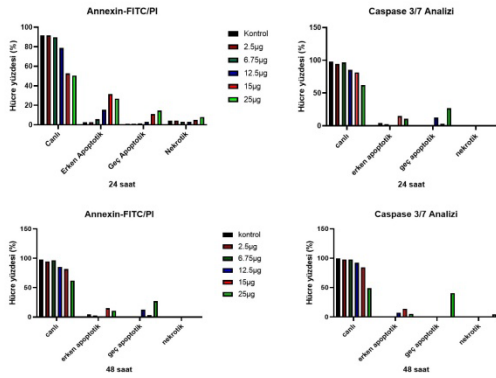 Annexin-FITC/PI
Hücre yüzdesi (%)
100
80
60
40
20
0
Canlı
Erken Apoptotik
Geç Apoptotik
Nekrotik
24 saat
Kontrol
2.5µg
6.75µg
12.5µg
15µg
25µg
Caspase 3/7 Analizi
Hücre yüzdesi (%)
150
100
50
0
canlı
erken apoptotik
geç apoptotik
nekrotik
24 saat
Annexin-FITC/PI
Hücre yüzdesi (%)
150
100
50
0
canlı
erken apoptotik
geç apoptotik
nekrotik
48 saat
kontrol
2.5µg
6.75µg
12.5µg
15µg
25µg
Caspase 3/7 Analizi
Hücre yüzdesi (%)
150
100
50
0
canlı
erken apoptotik
geç apoptotik
nekrotik
48 saat